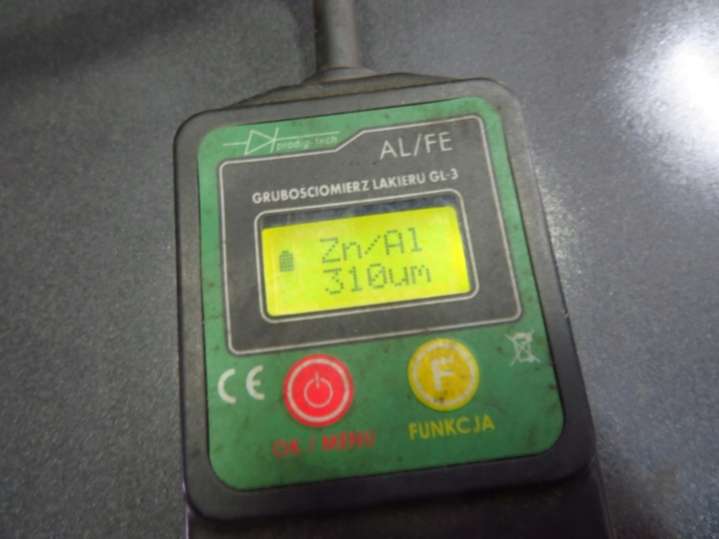 prodig-tech
AL/FE
GRUBOSCIOMIERZ LAKIERU GL-3
Zn/Al
310um
CE
F
OK / MENU
FUNKCJA